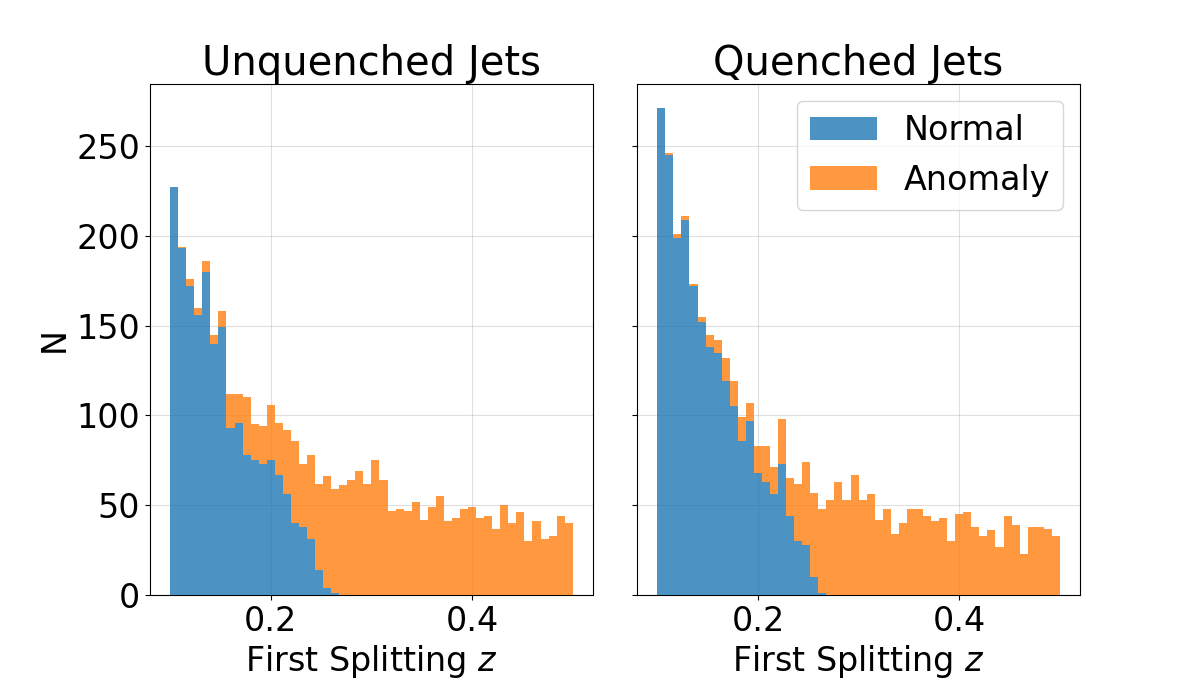 Unquenched Jets
Quenched Jets
Normal
Anomaly
N
250
200
150
100
50
0
0.2
0.4
0.2
0.4
First Splitting z
First Splitting z